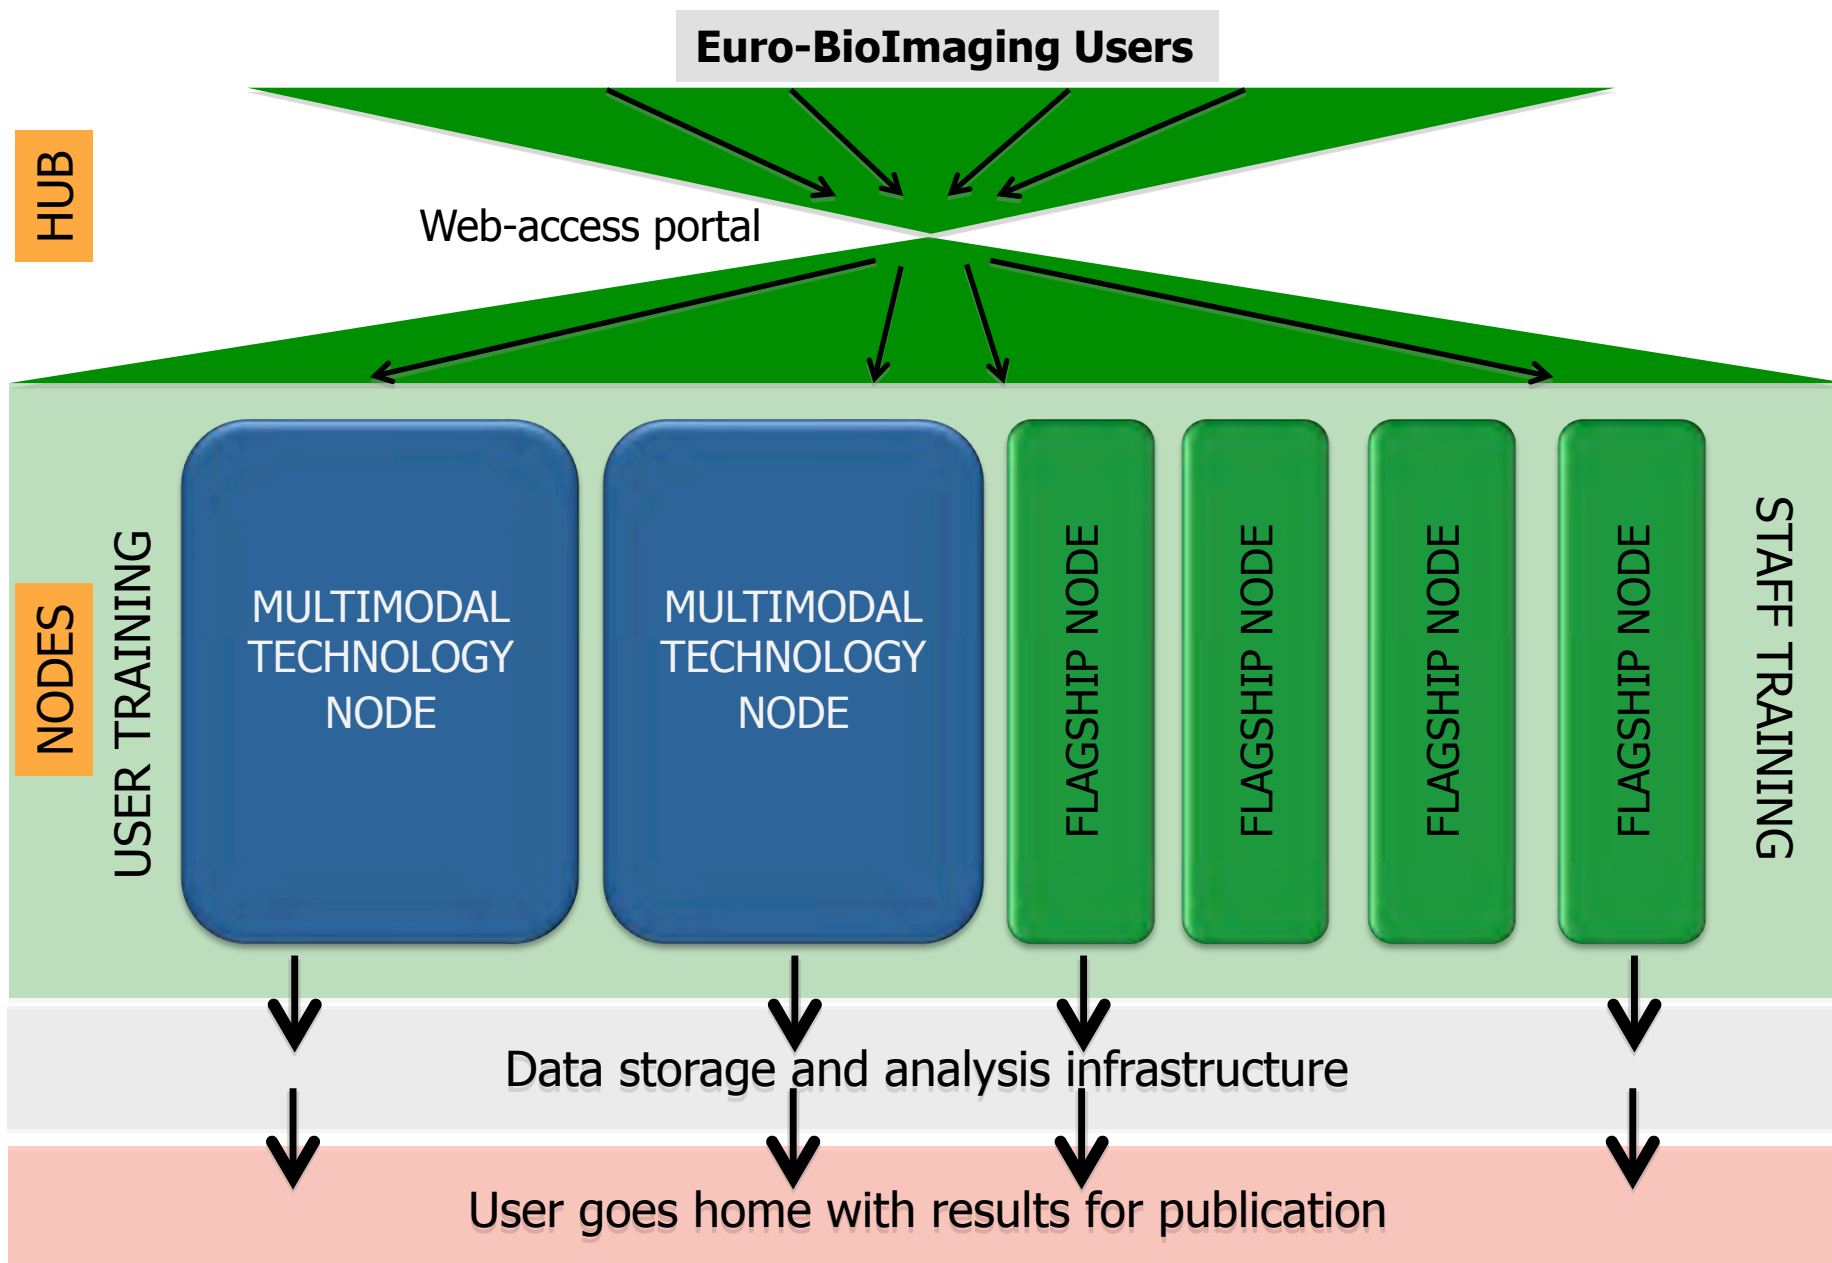 Euro-BioImaging Users
HUB
Web-access portal
NODES
USER TRAINING
MULTIMODAL
TECHNOLOGY
NODE
MULTIMODAL
TECHNOLOGY
NODE
FLAGSHIP NODE
FLAGSHIP NODE
FLAGSHIP NODE
FLAGSHIP NODE
STAFF TRAINING
Data storage and analysis infrastructure
User goes home with results for publication